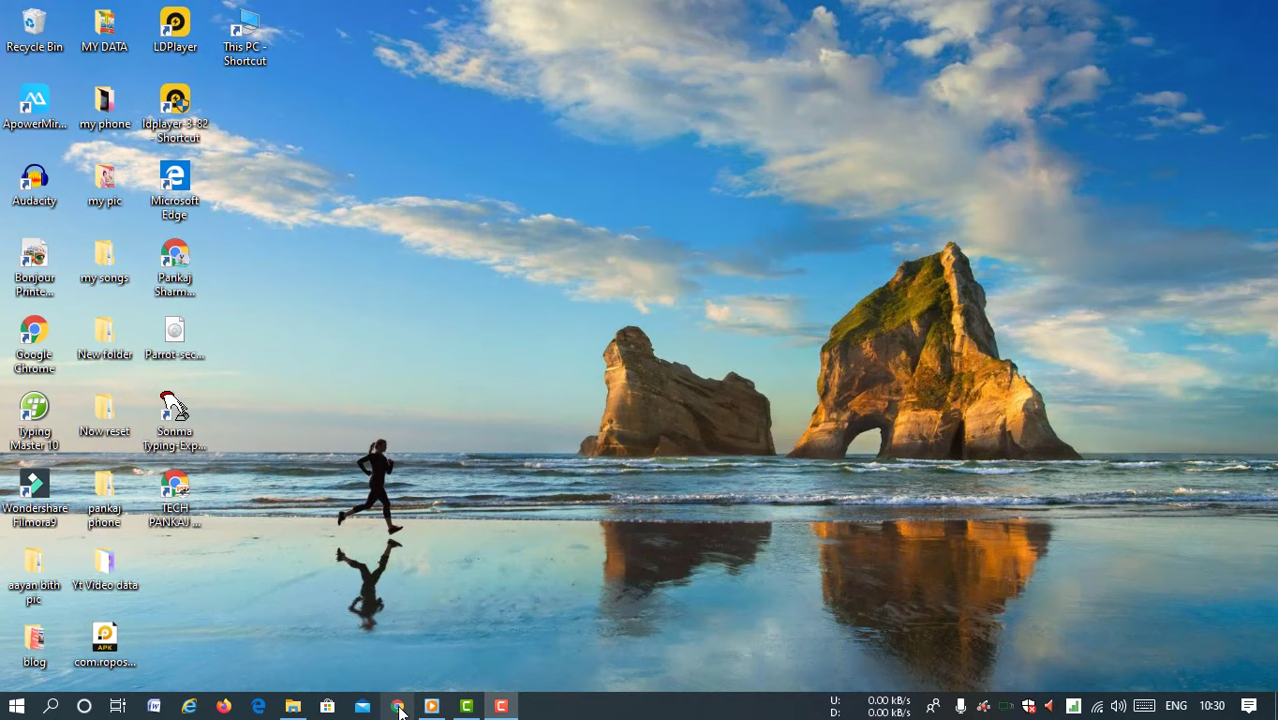 Recycle Bin
MY DATA
LDPlayer
This PC -
Shortcut
ApowerMir...
my phone
ldplayer-3-82
- Shortcut
Audacity
my pic
Microsoft
Edge
Bonjour
Printe...
my songs
Pankaj
Sharm...
Google
Chrome
New folder
Parrot-sec...
Typing
Master 10
Now reset
Sonma
Typing-Exp...
Wondershare
Filmora9
pankaj
phone
TECH
PANKAJ ...
aayan bith
pic
Yt Video data
blog
APK
com.ropos...
U: 0.00 kB/s
D: 0.00 kB/s
ENG
10:30